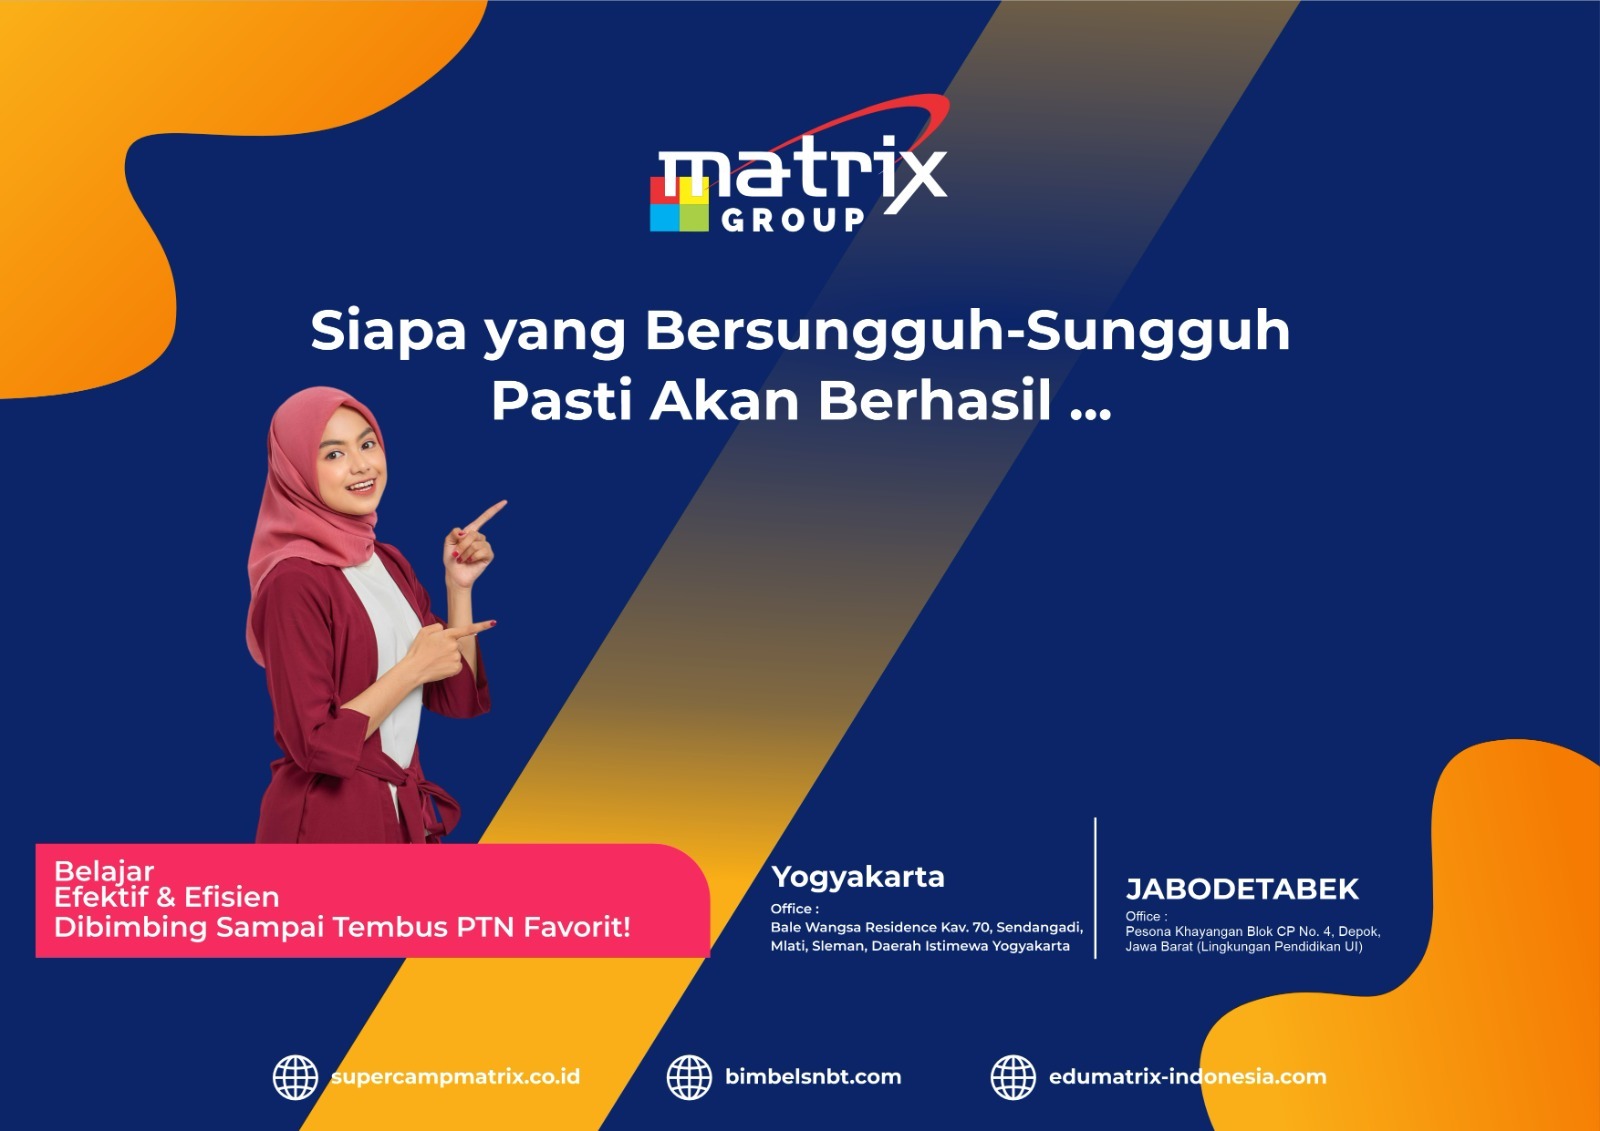 matrix
GROUP
Siapa yang Bersungguh-Sungguh
Pasti Akan Berhasil ...
Belajar
Efektif & Efisien
Dibimbing Sampai Tembus PTN Favorit!
Yogyakarta
Office :
Bale Wangsa Residence Kav. 70, Sendangadi,
Mlati, Sleman, Daerah Istimewa Yogyakarta
JABODETABEK
Office :
Pesona Khayangan Blok CP No. 4, Depok,
Jawa Barat (Lingkungan Pendidikan UI)
supercampmatrix.co.id
bimbelsnbt.com
edumatrix-indonesia.com